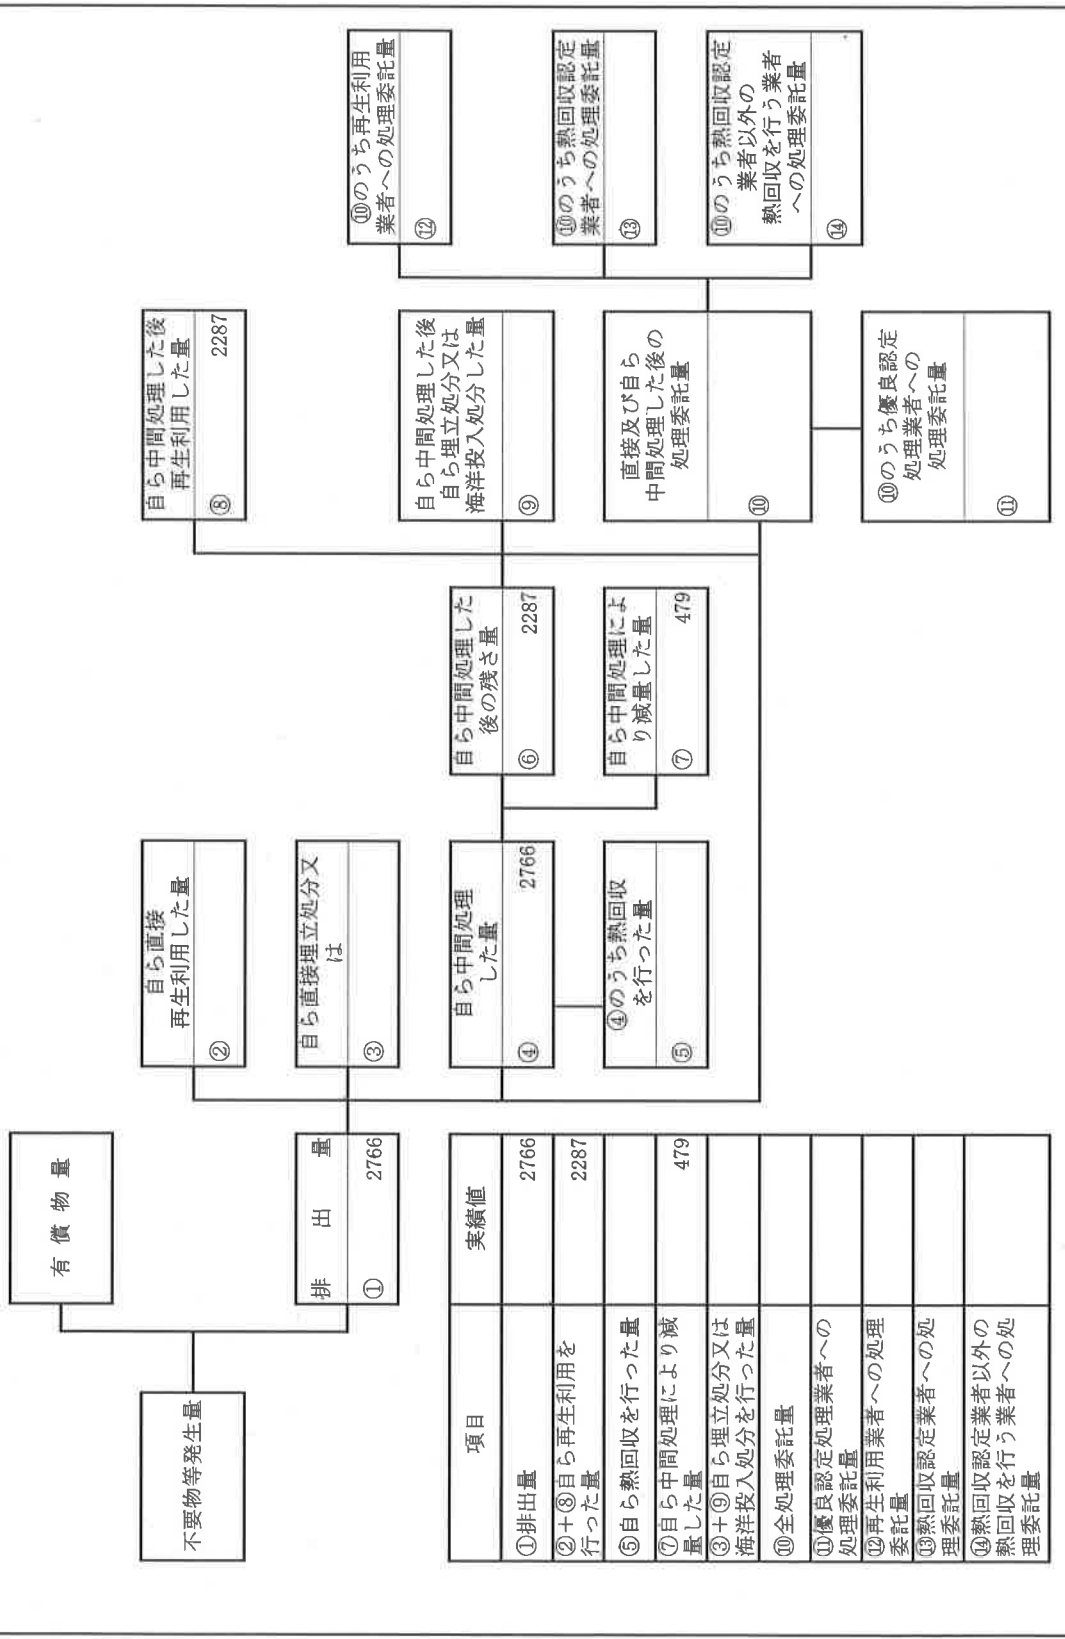 不要物等発生量
有償物量
排出量
① 2766
自ら直接
再生利用した量
②
自ら直接埋立処分又
は
③
自ら中間処理
した量
④ 2766
④のうち熱回収
を行った量
⑤
自ら中間処理した
後の残さ量
⑥ 2287
自ら中間処理によ
り減量した量
⑦ 479
自ら中間処理した後
再生利用した量
⑧ 2287
自ら中間処理した後
自ら埋立処分又は
海洋投入処分した量
⑨
直接及び自ら
中間処理した後の
処理委託量
⑩
⑩のうち優良認定
処理業者への
処理委託量
⑪
⑩のうち再生利用
業者への処理委託量
⑫
⑩のうち熱回収認定
業者への処理委託量
⑬
⑩のうち熱回収認定
業者以外の
熱回収を行う業者
への処理委託量
⑭
項目 実績値
①排出量 2766
②+⑧自ら再生利用を
行った量 2287
⑤自ら熱回収を行った量
⑦自ら中間処理により減
量した量 479
③+⑨自ら埋立処分又は
海洋投入処分を行った量
⑩全処理委託量
⑪優良認定処理業者への
処理委託量
⑫再生利用業者への処理
委託量
⑬熱回収認定業者への処
理委託量
⑭熱回収認定業者以外の
熱回収を行う業者への処
理委託量